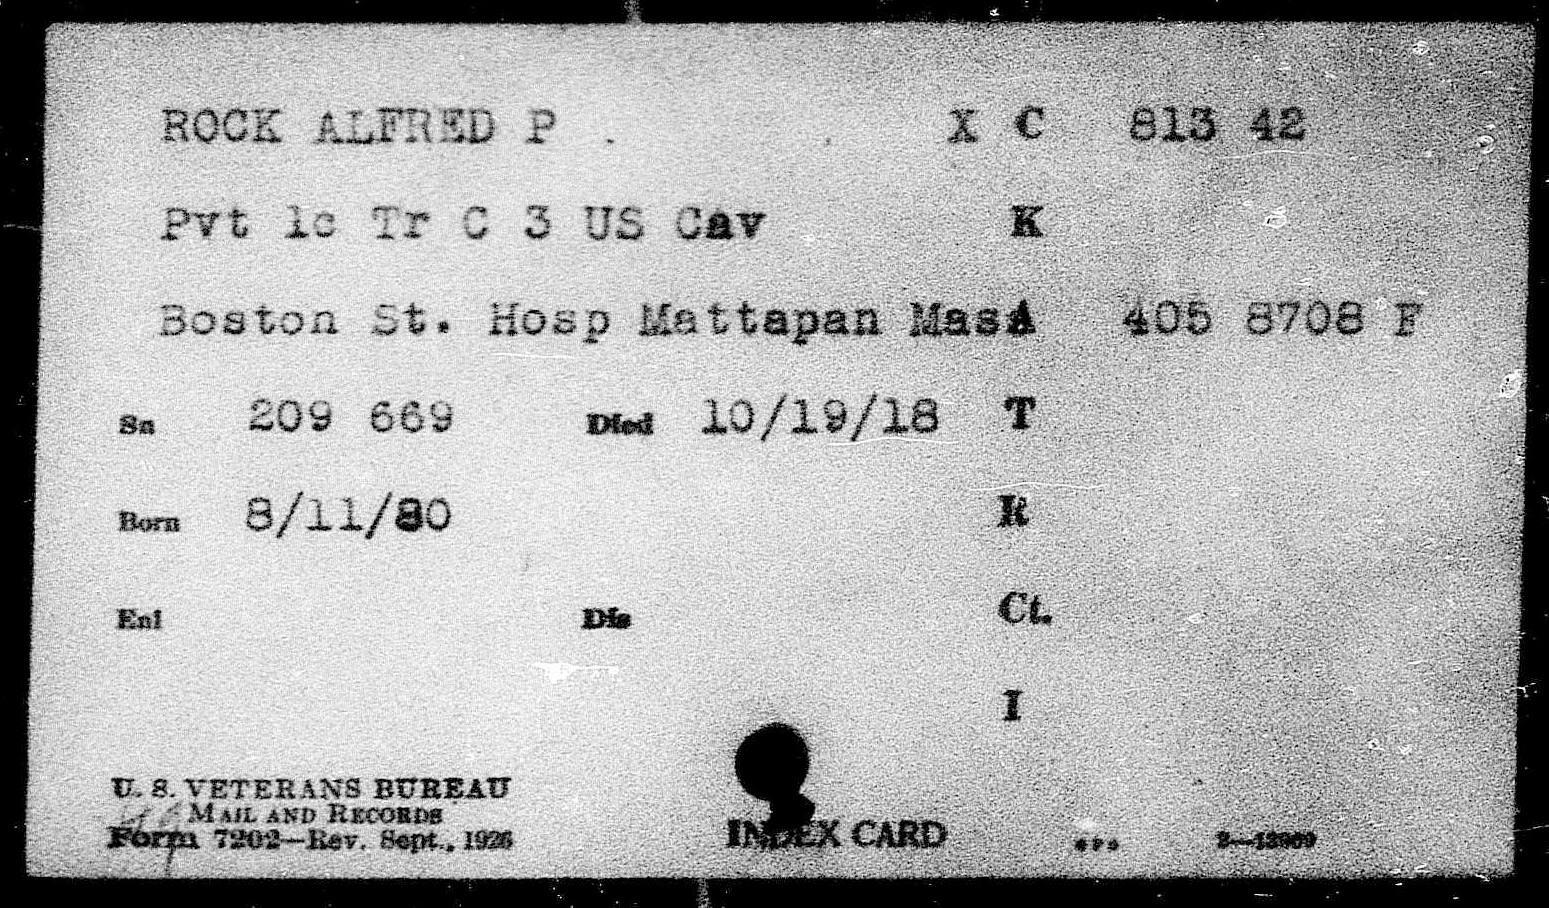 ROCK ALFRED P . X C 813 42
Pvt 1c Tr C 3 US Cav K
Boston St. Hosp Mattapan Mass A 405 8708 F
Sn 209 669 Died 10/19/18 T
Born 8/11/80 R
Enl Dis Ct.
I
U. S. VETERANS BUREAU
MAIL AND RECORDS
Form 7202—Rev. Sept., 1926 INDEX CARD